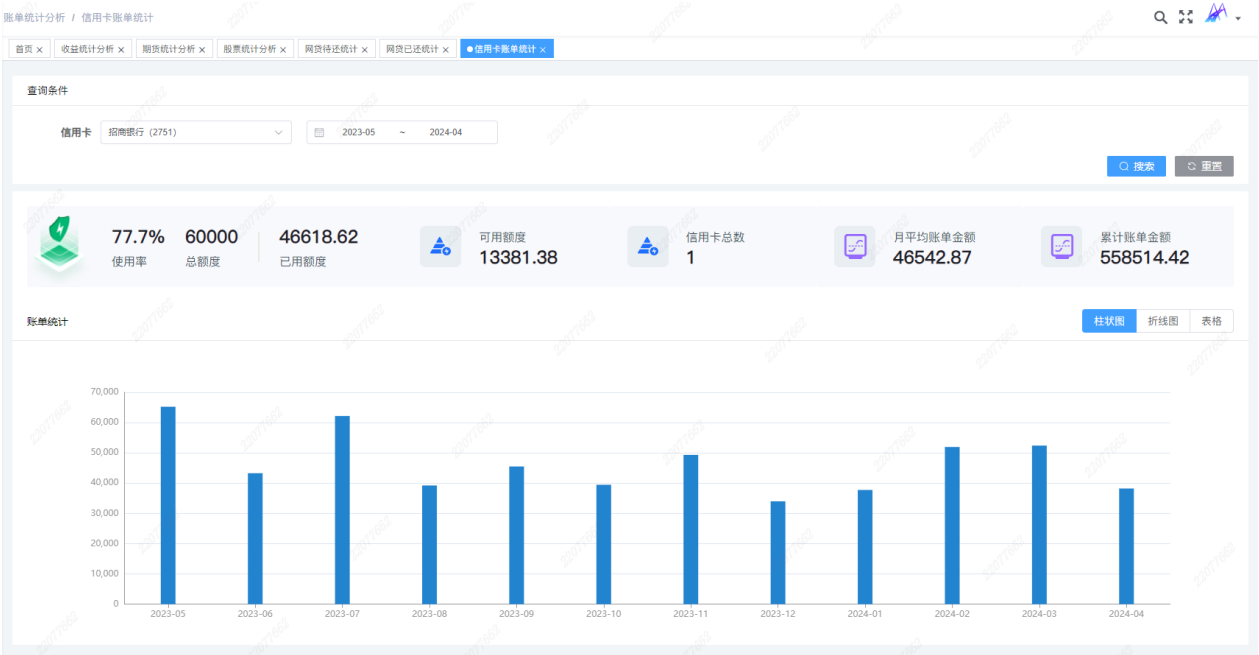 账单统计分析 / 信用卡账单统计
首页 × 收益统计分析 × 期货统计分析 × 股票统计分析 × 网贷待还统计 × 网贷已还统计 × 信用卡账单统计 ×
查询条件
信用卡 招商银行（2751） 2023-05 ~ 2024-04
搜索 重置
77.7% 60000 46618.62
使用率 总额度 已用额度
可用额度
13381.38
信用卡总数
1
月平均账单金额
46542.87
累计账单金额
558514.42
账单统计
柱状图 折线图 表格
70,000
60,000
50,000
40,000
30,000
20,000
10,000
0
2023-05 2023-06 2023-07 2023-08 2023-09 2023-10 2023-11 2023-12 2024-01 2024-02 2024-03 2024-04
22077662